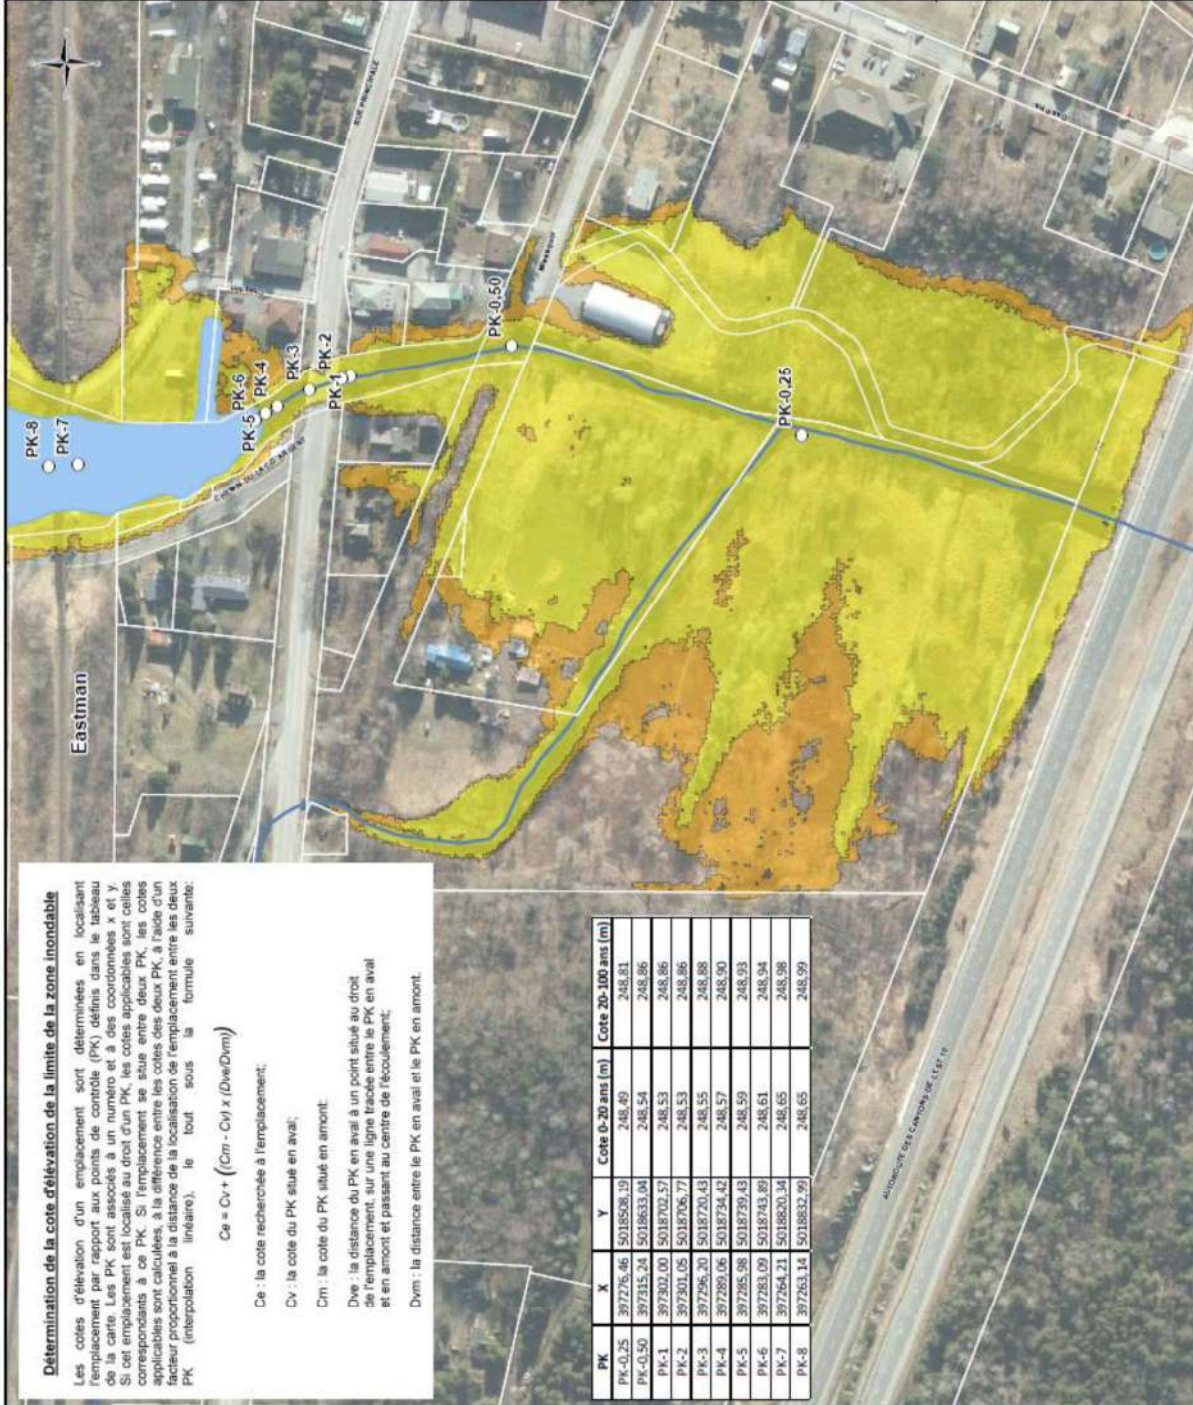 Détermination de la cote d'élévation de la limite de la zone inondable
Les cotes d'élévation d'un emplacement sont déterminées en localisant
l'emplacement par rapport aux points de contrôle (PK) définis dans le tableau
de la carte. Les PK sont associés à un numéro et à des coordonnées x et y.
Si cet emplacement est localisé au droit d'un PK, les cotes applicables sont celles
correspondants à ce PK. Si l'emplacement se situe entre deux PK, les cotes
applicables sont calculées, à la différence entre les cotes des deux PK, à l'aide d'un
facteur proportionnel à la distance de la localisation de l'emplacement entre les deux
PK (interpolation linéaire), le tout sous la formule suivante:
Ce = Cv + ((Cm - Cv) x (Dve/Dvm))
Ce : la cote recherchée à l'emplacement;
Cv : la cote du PK situé en aval;
Cm : la cote du PK situé en amont:
Dve : la distance du PK en aval à un point situé au droit
de l'emplacement, sur une ligne tracée entre le PK en aval
et en amont et passant au centre de l'écoulement;
Dvm : la distance entre le PK en aval et le PK en amont.
PK X Y Cote 0-20 ans (m) Cote 20-100 ans (m)
PK-0,25 397276,46 5018508,19 248,49 248,81
PK-0,50 397315,24 5018633,04 248,54 248,86
PK-1 397302,00 5018702,57 248,53 248,86
PK-2 397301,05 5018706,77 248,53 248,86
PK-3 397296,20 5018720,43 248,55 248,88
PK-4 397289,06 5018734,42 248,57 248,90
PK-5 397285,98 5018739,43 248,59 248,93
PK-6 397283,09 5018743,89 248,61 248,94
PK-7 397264,21 5018820,34 248,65 248,98
PK-8 397263,14 5018832,99 248,65 248,99
Eastman
PK-8
PK-7
PK-6
PK-5
PK-4
PK-3
PK-2
PK-1
PK-0,50
PK-0,25
RUE PRINCIPALE
AUTOROUTE DES CANTONS DE L'EST 10